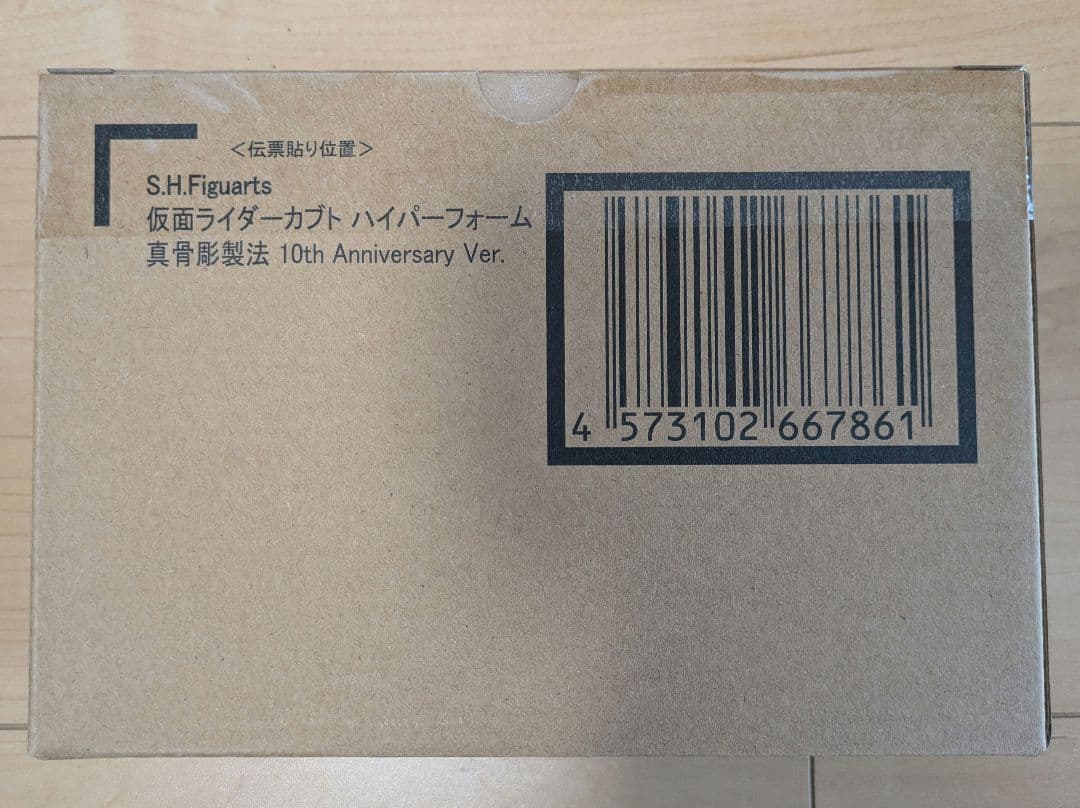 ＜伝票貼り位置＞
S.H.Figuarts
仮面ライダーカブト ハイパーフォーム
真骨彫製法 10th Anniversary Ver.
4 573102 667861